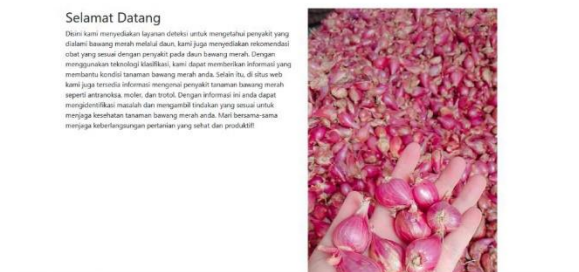 Selamat Datang
Disini kami menyediakan layanan deteksi untuk mengetahui penyakit yang
dialami bawang merah melalui daun, kami juga menyediakan rekomendasi
obat yang sesuai dengan penyakit pada daun bawang merah. Dengan
menggunakan teknologi klasifikasi, kami dapat memberikan informasi yang
membantu kondisi tanaman bawang merah anda. Selain itu, di situs web
kami juga tersedia informasi mengenai penyakit tanaman bawang merah
seperti antraknosa, moler, dan trotol. Dengan informasi ini anda dapat
mengidentifikasi masalah dan mengambil tindakan yang sesuai untuk
menjaga kesehatan tanaman bawang merah anda. Mari bersama-sama
menjaga keberlangsungan pertanian yang sehat dan produktif!